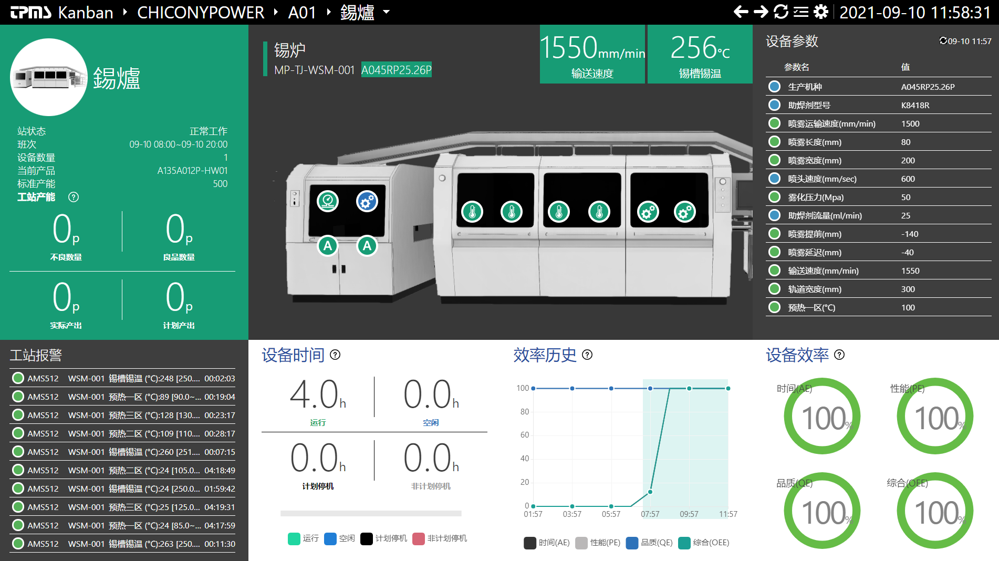 TPMS Kanban CHICONYPOWER A01 錫爐 2021-09-10 11:58:31
錫爐
站状态 正常工作
班次 09-10 08:00~09-10 20:00
设备数量 1
当前产品 A135A012P-HW01
标准产能 500
工站产能 ?
0p 0p
不良数量 良品数量
0p 0p
实际产出 计划产出
锡炉
MP-TJ-WSM-001 A045RP25.26P
1550mm/min
输送速度
256°C
锡槽锡温
A A
设备参数 09-10 11:57
参数名 值
生产机种 A045RP25.26P
助焊剂型号 K8418R
喷雾运输速度(mm/min) 1500
喷雾长度(mm) 80
喷雾宽度(mm) 200
喷头速度(mm/sec) 600
雾化压力(Mpa) 50
助焊剂流量(ml/min) 25
喷雾提前(mm) -140
喷雾延迟(mm) -40
输送速度(mm/min) 1550
轨道宽度(mm) 300
预热一区(°C) 100
工站报警
AMS512 WSM-001 锡槽锡温 (°C):248 [250.... 00:02:03
AMS512 WSM-001 预热一区 (°C):89 [90.0~... 00:19:04
AMS512 WSM-001 预热三区 (°C):128 [130.... 00:23:17
AMS512 WSM-001 预热二区 (°C):109 [110.... 00:28:17
AMS512 WSM-001 锡槽锡温 (°C):260 [251.... 00:07:15
AMS512 WSM-001 预热二区 (°C):24 [105.0... 04:18:49
AMS512 WSM-001 锡槽锡温 (°C):24 [250.0... 01:59:42
AMS512 WSM-001 预热三区 (°C):25 [125.0... 04:19:31
AMS512 WSM-001 预热一区 (°C):24 [85.0~... 04:17:59
AMS512 WSM-001 锡槽锡温 (°C):263 [250.... 00:11:30
设备时间 ?
4.0h 0.0h
运行 空闲
0.0h 0.0h
计划停机 非计划停机
运行 空闲 计划停机 非计划停机
效率历史 ?
100
80
60
40
20
0
01:57 03:57 05:57 07:57 09:57 11:57
时间(AE) 性能(PE) 品质(QE) 综合(OEE)
设备效率 ?
时间(AE) 性能(PE)
100% 100%
品质(QE) 综合(OEE)
100% 100%